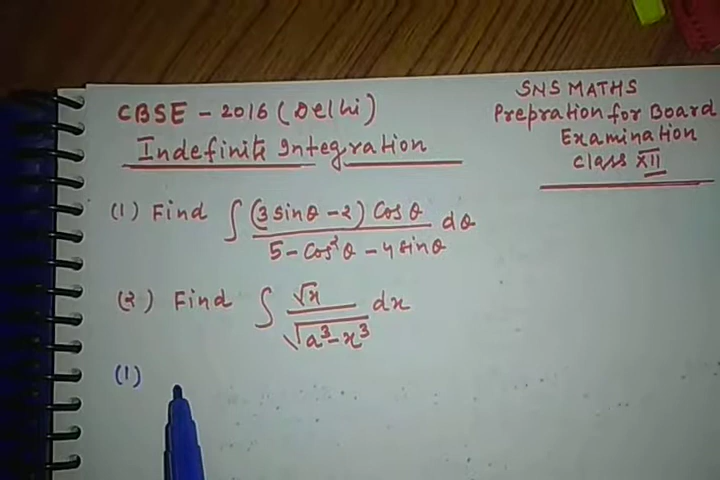 CBSE - 2016 (Delhi)
Indefinite Integration
SNS MATHS
Prepration for Board
Examination
Class XII
(1) Find ∫ (3 sinθ - 2) Cosθ / 5 - Cos²θ - 4 sinθ dθ
(2) Find ∫ √x / √a³-x³ dx
(1)